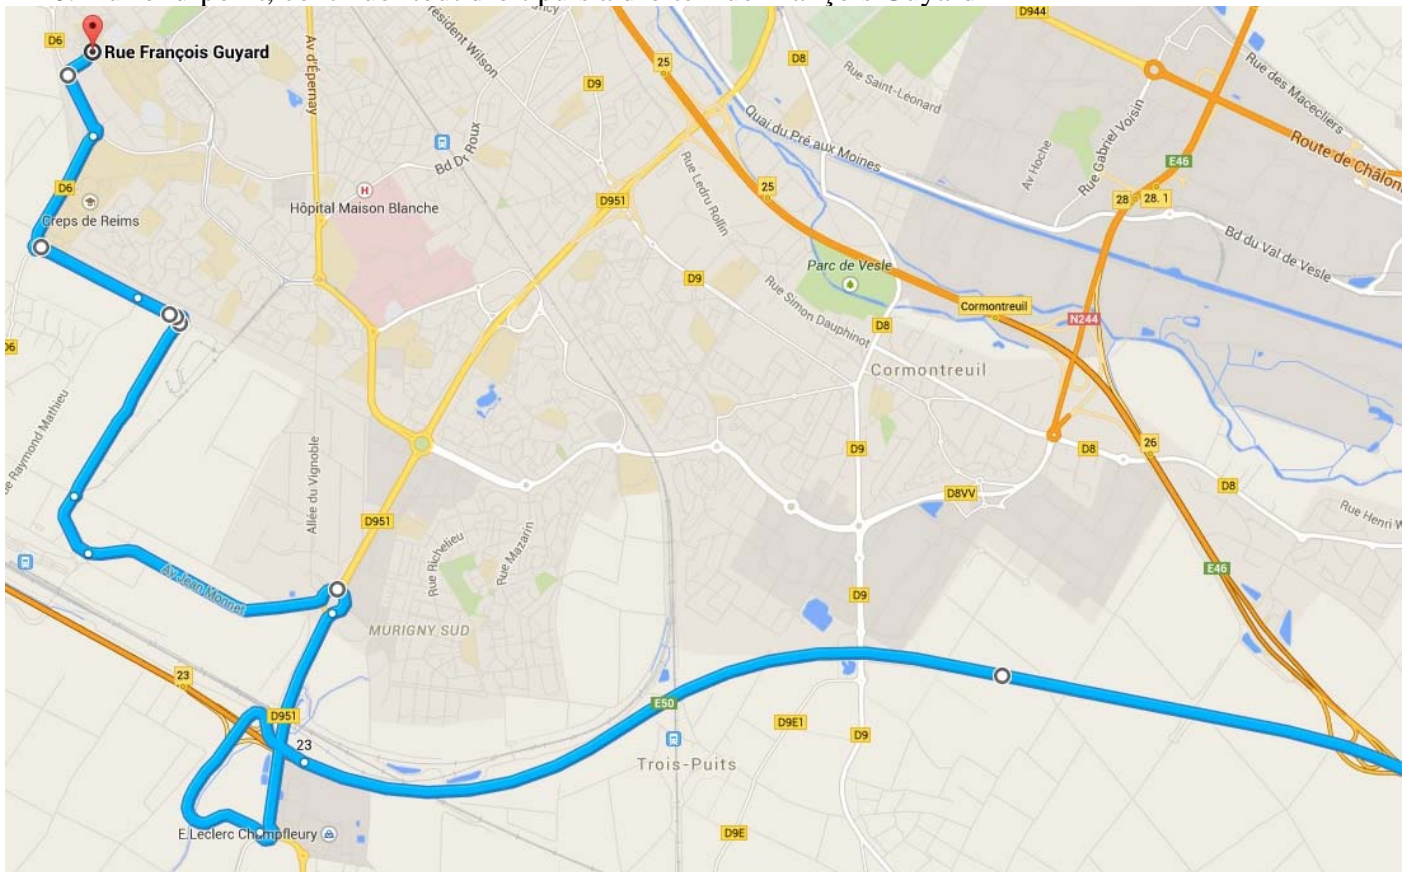 D6
Rue François Guyard
Av d'Épernay
résident Wilson
25
D9
D8
Rue Saint-Léonard
D944
Rue des Macecliers
Quai du Pré aux Moines
Rue Gabriel Voisin
Av Hoche
Route de Châlons
Bd Dr Roux
E46
28
28. 1
D6
Creps de Reims
H
Hôpital Maison Blanche
D951
Rue Ledru Rollin
25
Bd du Val de Vesle
Parc de Vesle
D9
Rue Simon Dauphinot
Cormontreuil
N244
D8
D6
Cormontreuil
e Raymond Mathieu
Allée du Vignoble
D9
D8
26
D8
D951
D8VV
Rue Henri W
Rue Richelieu
Rue Mazarin
E46
Av Jean Monnet
D9
MURIGNY SUD
23
E50
D951
D9E1
D9
23
Trois-Puits
E.Leclerc Champfleury
D9E